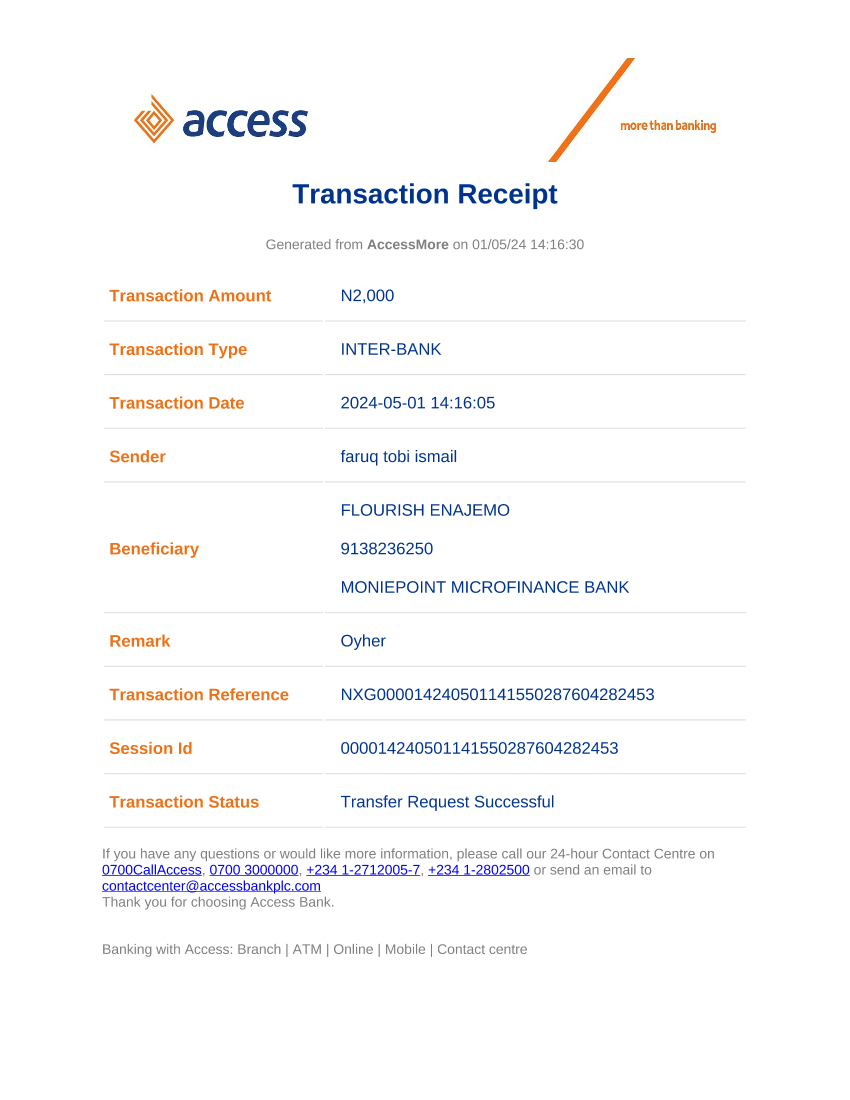 access
more than banking
Transaction Receipt
Generated from AccessMore on 01/05/24 14:16:30
Transaction Amount N2,000
Transaction Type INTER-BANK
Transaction Date 2024-05-01 14:16:05
Sender faruq tobi ismail
FLOURISH ENAJEMO
Beneficiary 9138236250
MONIEPOINT MICROFINANCE BANK
Remark Oyher
Transaction Reference NXG000014240501141550287604282453
Session Id 000014240501141550287604282453
Transaction Status Transfer Request Successful
If you have any questions or would like more information, please call our 24-hour Contact Centre on
0700CallAccess, 0700 3000000, +234 1-2712005-7, +234 1-2802500 or send an email to
contactcenter@accessbankplc.com
Thank you for choosing Access Bank.
Banking with Access: Branch | ATM | Online | Mobile | Contact centre